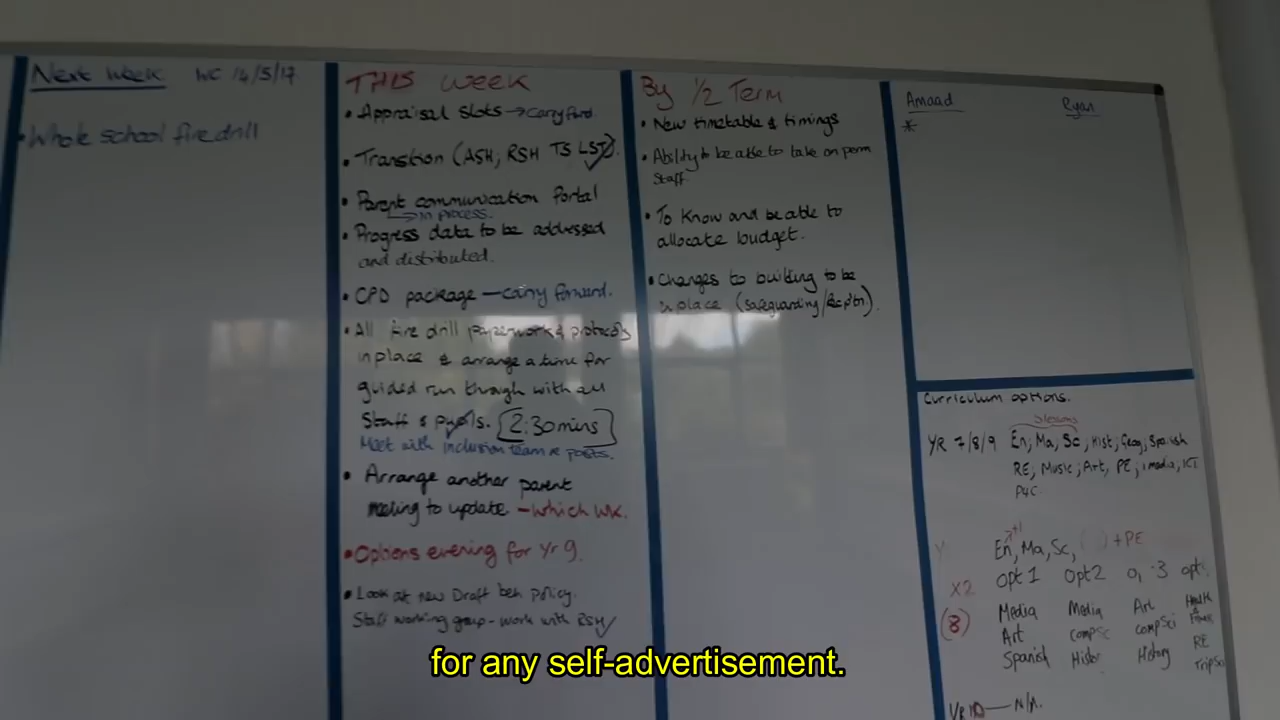 Next Week WC 14/5/17
• Whole school fire drill
THIS WEEK
• Appraisal slots → carry forward.
• Transition (ASH, RSH TS LST)
• Parent communication Portal
→ in process.
• Progress data to be addressed
and distributed.
• CPD package — carry forward.
• All fire drill paperwork & protocols
in place & arrange a time for
guided run through with all
Staff & pupils. [2:30mins]
Meet with inclusion team re posts.
• Arrange another parent
meeting to update - which wk.
• Options evening for Yr 9.
• Look at new Draft beh policy.
Staff working group - work with RSH
By 1/2 Term
• New timetable & timings
• Ability to be able to take on perm
Staff.
• To Know and be able to
allocate budget.
• Changes to building to be
in place (safeguarding/Recptn).
Amaad Ryan
*
Curriculum options.
YR 7/8/9 En, Ma, Sc, Hist, Geog, Spanish
RE, Music, Art, PE, imedia, ICT
P4C.
En, Ma, Sc, +PE
x2 Opt 1 Opt 2 3 opt
(8) Media Media Art Health
Art compSc compSci Fitness
Spanish Histor History RE
N/A.
for any self-advertisement.